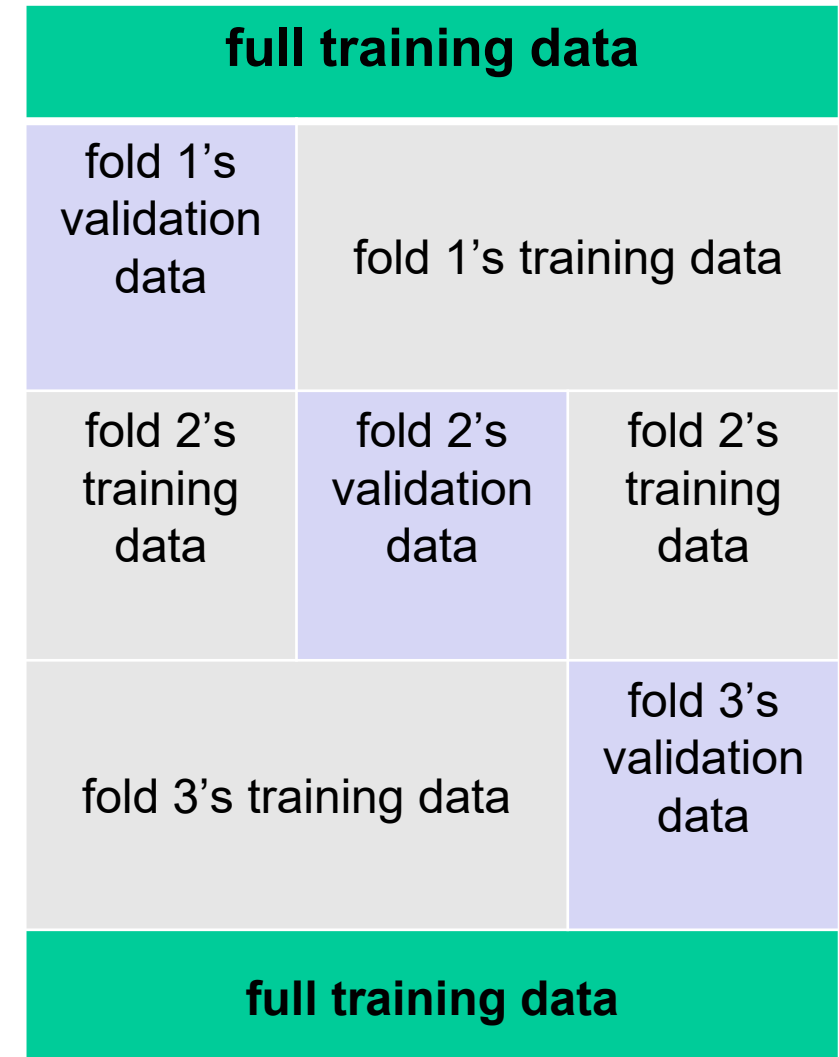 full training data
fold 1’s
validation
data
fold 1’s training data
fold 2’s
training
data
fold 2’s
validation
data
fold 2’s
training
data
fold 3’s training data
fold 3’s
validation
data
full training data